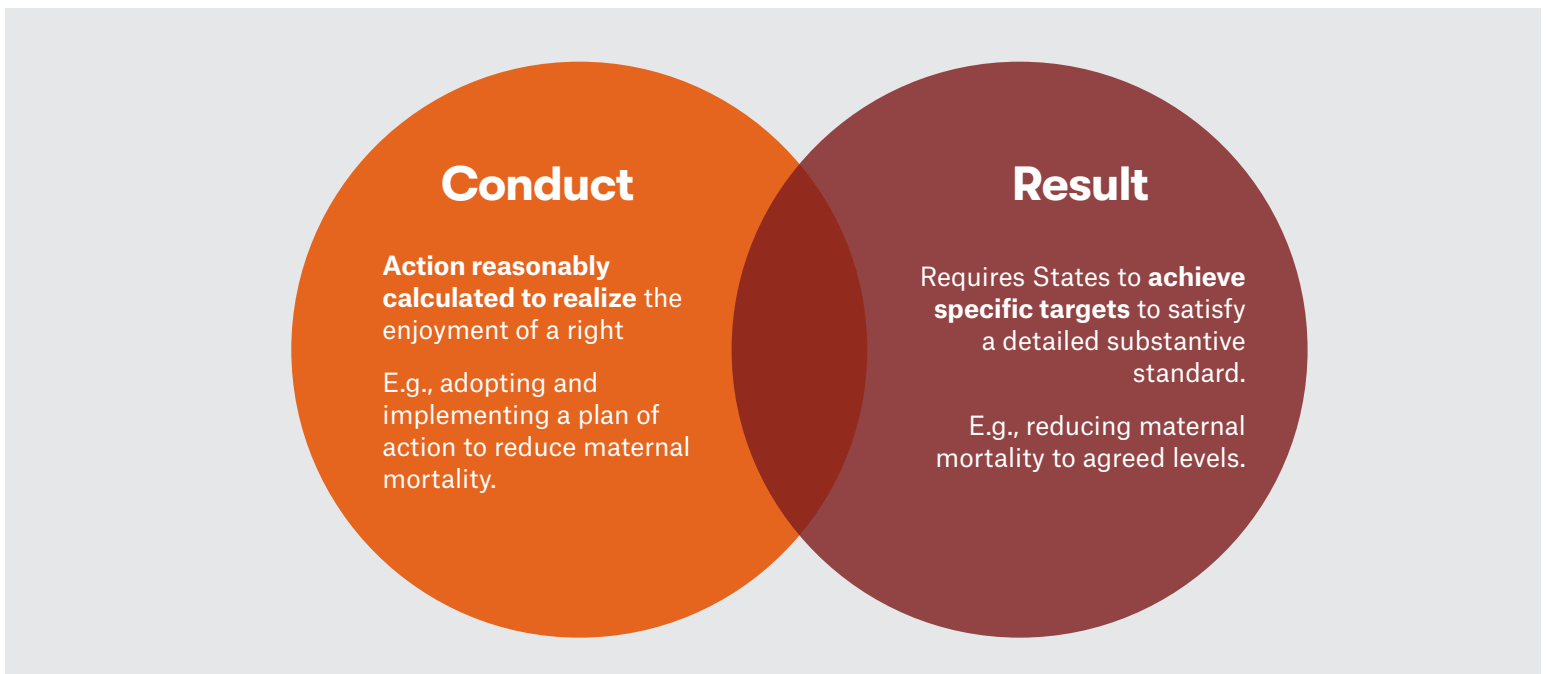 Conduct
Action reasonably
calculated to realize the
enjoyment of a right
E.g., adopting and
implementing a plan of
action to reduce maternal
mortality.
Result
Requires States to achieve
specific targets to satisfy
a detailed substantive
standard.
E.g., reducing maternal
mortality to agreed levels.